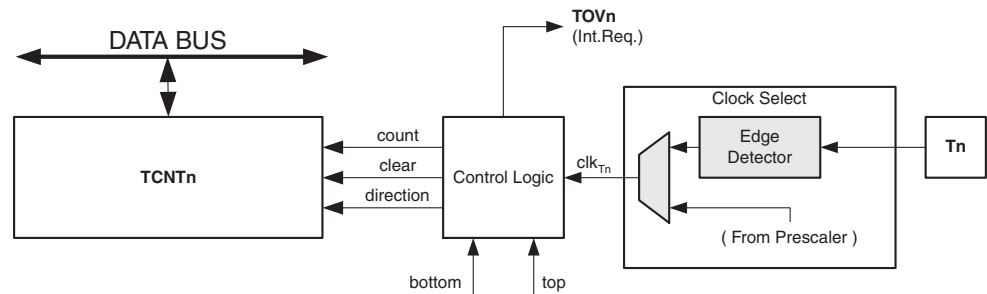 TOVn
(Int.Req.)
DATA BUS
Clock Select
count
Edge
Detector
Tn
TCNTn
clear
Control Logic
clkTn
direction
( From Prescaler )
bottom
top